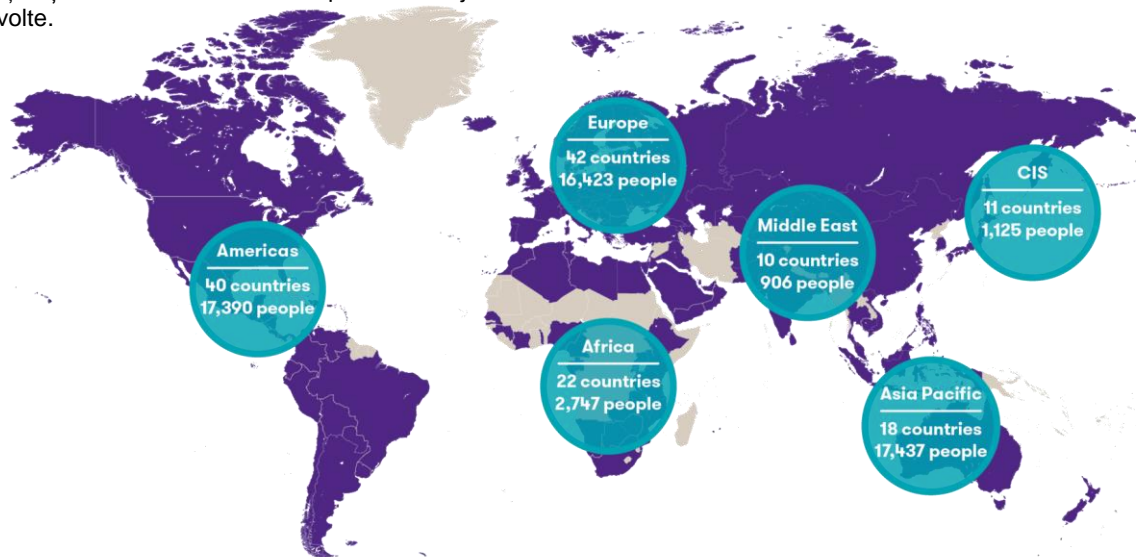 volte.
Europe
42 countries
16,423 people
CIS
11 countries
1,125 people
Middle East
10 countries
906 people
Americas
40 countries
17,390 people
Africa
22 countries
2,747 people
Asia Pacific
18 countries
17,437 people